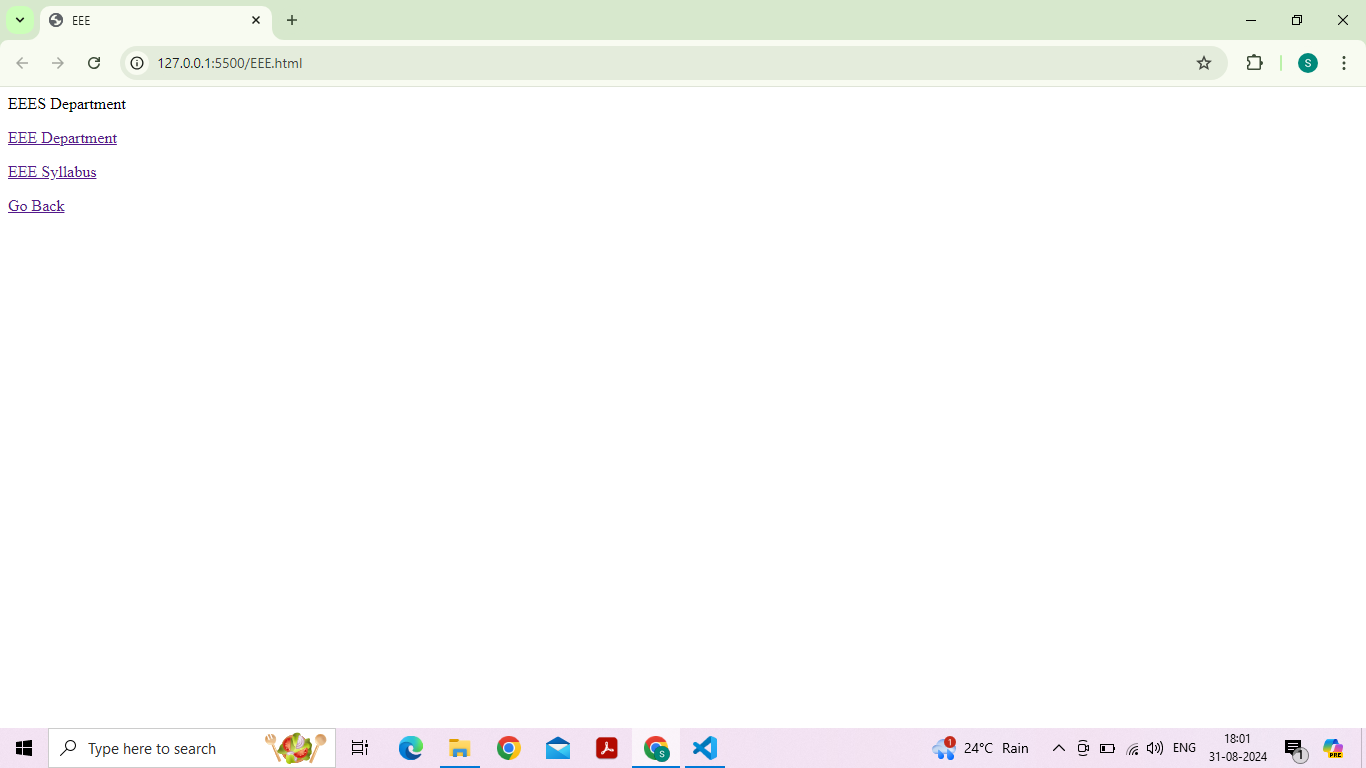 EEE
127.0.0.1:5500/EEE.html
S
EEES Department
EEE Department
EEE Syllabus
Go Back
Type here to search
S
1
24°C Rain
ENG
18:01
31-08-2024
1
PRE